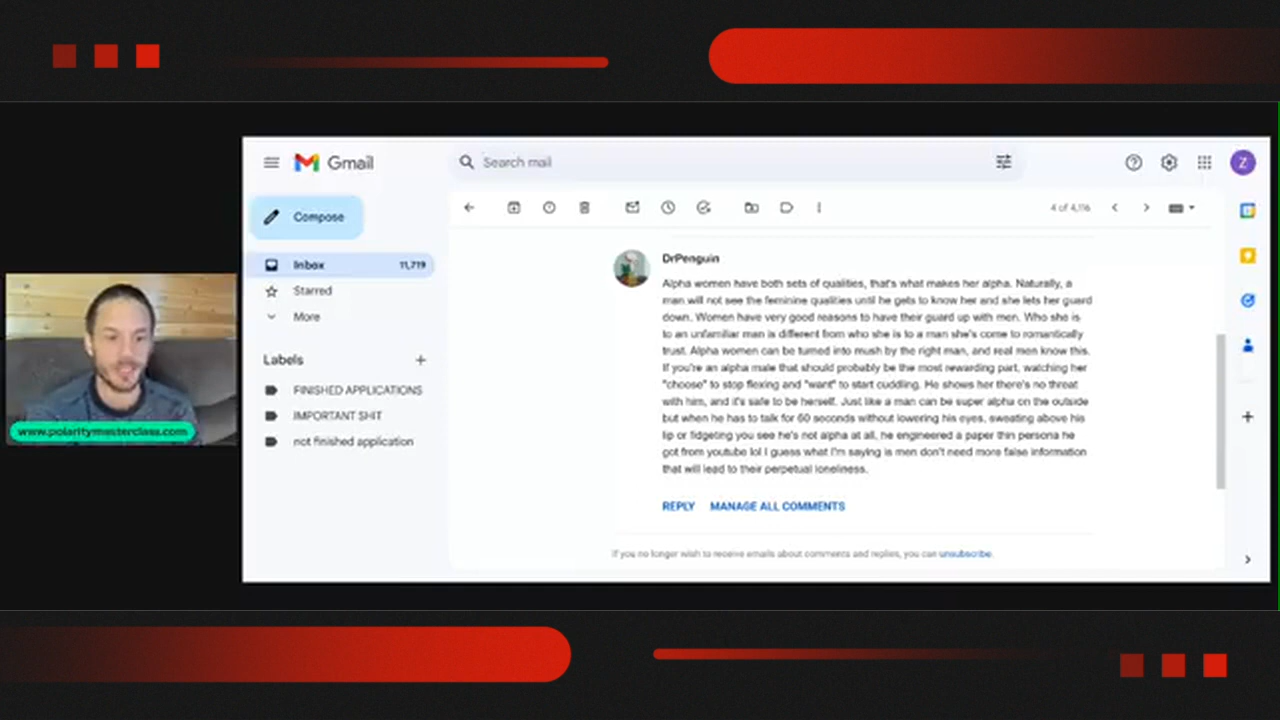 Gmail
Search mail
Z
Compose
4 of 4,116
Inbox 11,719
Starred
More
Labels
FINISHED APPLICATIONS
IMPORTANT SHIT
not finished application
DrPenguin
Alpha women have both sets of qualities, that's what makes her alpha. Naturally, a
man will not see the feminine qualities until he gets to know her and she lets her guard
down. Women have very good reasons to have their guard up with men. Who she is
to an unfamiliar man is different from who she is to a man she's come to romantically
trust. Alpha women can be turned into mush by the right man, and real men know this.
If you're an alpha male that should probably be the most rewarding part, watching her
"choose" to stop flexing and "want" to start cuddling. He shows her there's no threat
with him, and it's safe to be herself. Just like a man can be super alpha on the outside
but when he has to talk for 60 seconds without lowering his eyes, sweating above his
lip or fidgeting you see he's not alpha at all, he engineered a paper thin persona he
got from youtube lol I guess what I'm saying is men don't need more false information
that will lead to their perpetual loneliness.
REPLY MANAGE ALL COMMENTS
If you no longer wish to receive emails about comments and replies, you can unsubscribe.
www.polaritymasterclass.com